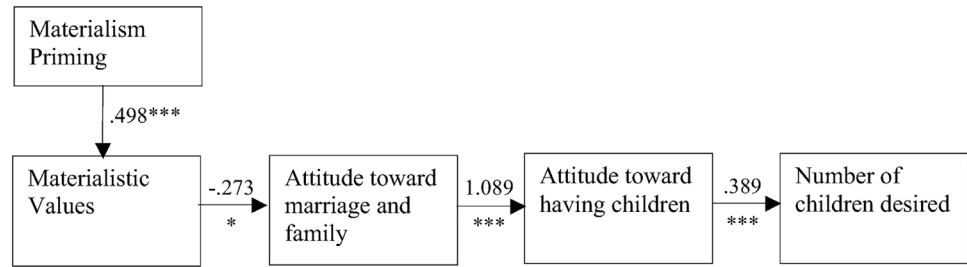 Materialism
Priming
.498***
Materialistic
Values
-.273
*
Attitude toward
marriage and
family
1.089
***
Attitude toward
having children
.389
***
Number of
children desired